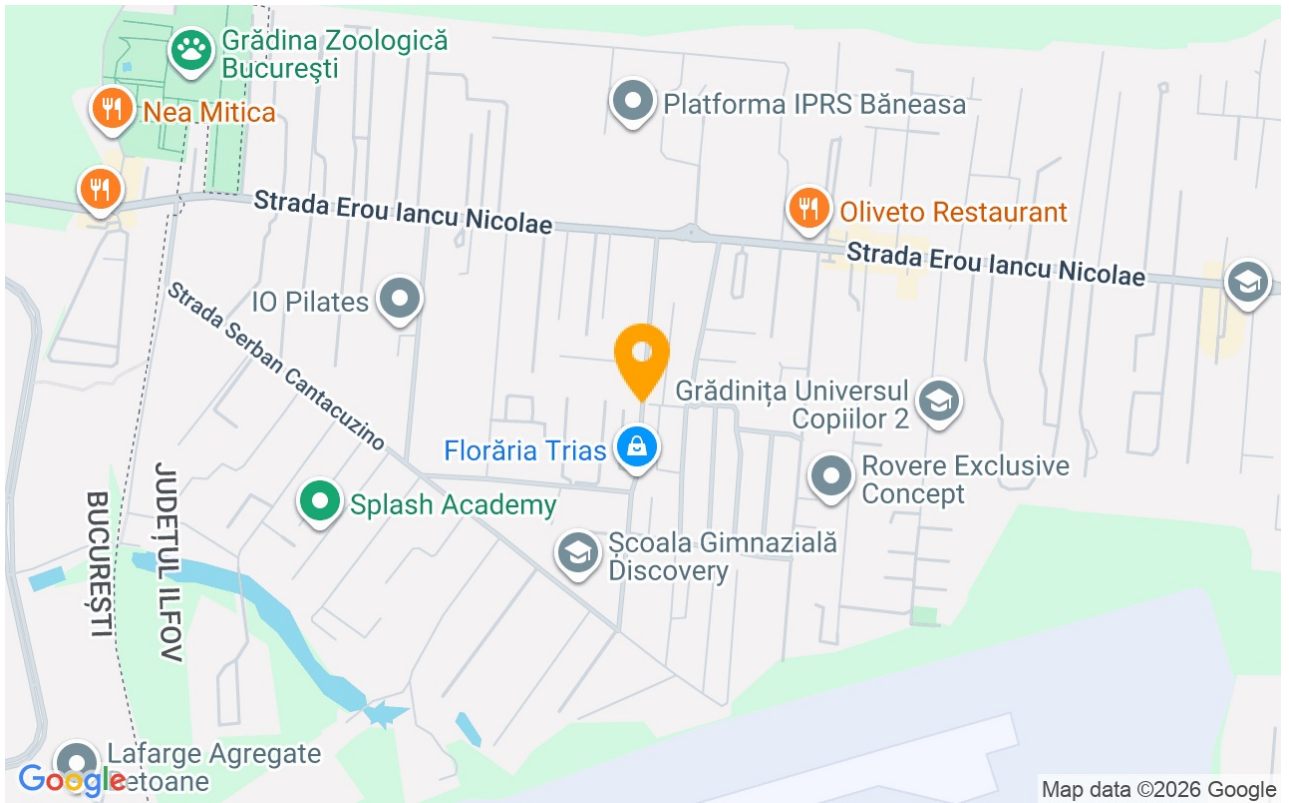 Grădina Zoologică
Bucureşti
Nea Mitica
Platforma IPRS Băneasa
Strada Erou Iancu Nicolae
Oliveto Restaurant
Strada Erou Iancu Nicolae
IO Pilates
Strada Serban Cantacuzino
Grădinița Universul
Copiilor 2
Florăria Trias
Rovere Exclusive
Concept
Splash Academy
Școala Gimnazială
Discovery
JUDEȚUL ILFOV
BUCUREȘTI
Lafarge Agregate
Betoane
Google
Map data ©2026 Google